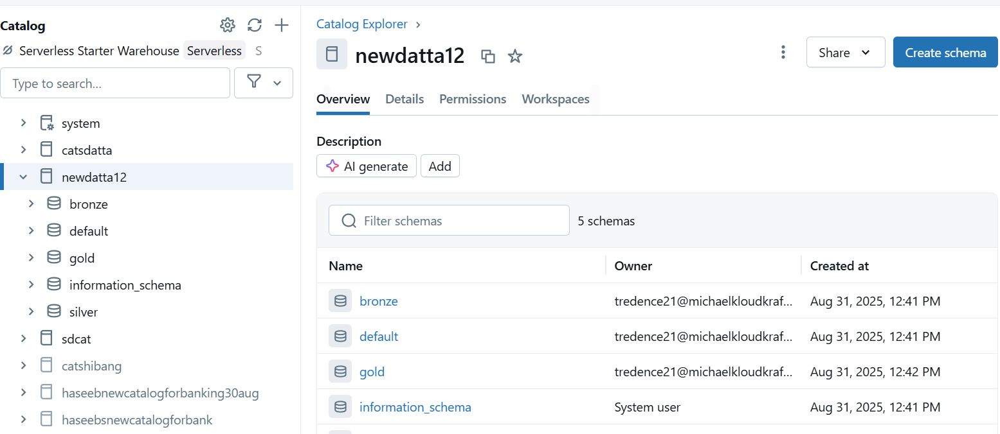 Catalog
Serverless Starter Warehouse Serverless S
Type to search...
system
catsdatta
newdatta12
bronze
default
gold
information_schema
silver
sdcat
catshibang
haseebnewcatalogforbanking30aug
haseebsnewcatalogforbank
Catalog Explorer
newdatta12
Share
Create schema
Overview Details Permissions Workspaces
Description
AI generate Add
Filter schemas 5 schemas
Name Owner Created at
bronze tredence21@michaelkloudkraf... Aug 31, 2025, 12:41 PM
default tredence21@michaelkloudkraf... Aug 31, 2025, 12:41 PM
gold tredence21@michaelkloudkraf... Aug 31, 2025, 12:42 PM
information_schema System user Aug 31, 2025, 12:41 PM